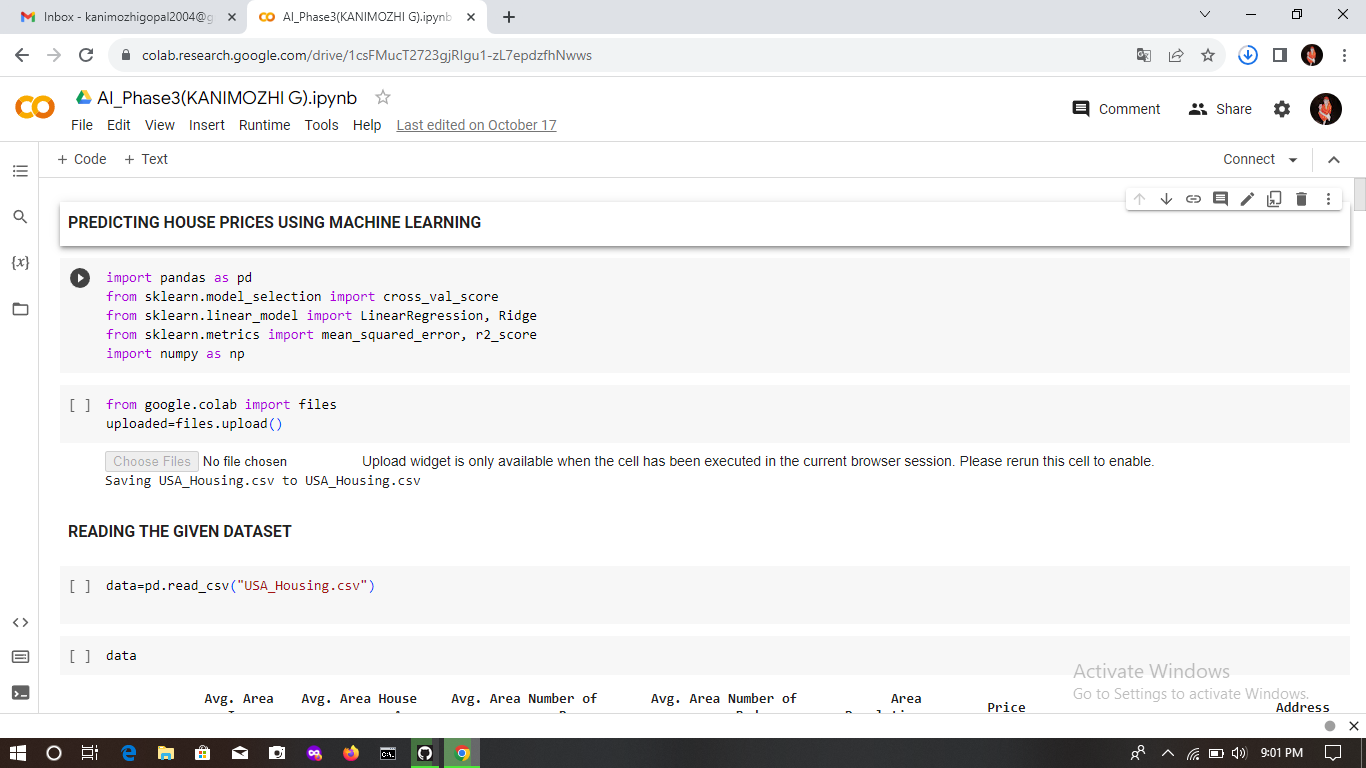 Inbox - kanimozhigopal2004@g
AI_Phase3(KANIMOZHI G).ipynb
colab.research.google.com/drive/1csFMucT2723gjRIgu1-zL7epdzfhNwws
AI_Phase3(KANIMOZHI G).ipynb
Comment
Share
File Edit View Insert Runtime Tools Help Last edited on October 17
+ Code + Text
Connect
PREDICTING HOUSE PRICES USING MACHINE LEARNING
import pandas as pd
from sklearn.model_selection import cross_val_score
from sklearn.linear_model import LinearRegression, Ridge
from sklearn.metrics import mean_squared_error, r2_score
import numpy as np
[ ] from google.colab import files
uploaded=files.upload()
Choose Files No file chosen Upload widget is only available when the cell has been executed in the current browser session. Please rerun this cell to enable.
Saving USA_Housing.csv to USA_Housing.csv
READING THE GIVEN DATASET
[ ] data=pd.read_csv("USA_Housing.csv")
[ ] data
Activate Windows
Go to Settings to activate Windows.
Avg. Area Avg. Area House Avg. Area Number of Avg. Area Number of Area
Price Address
9:01 PM